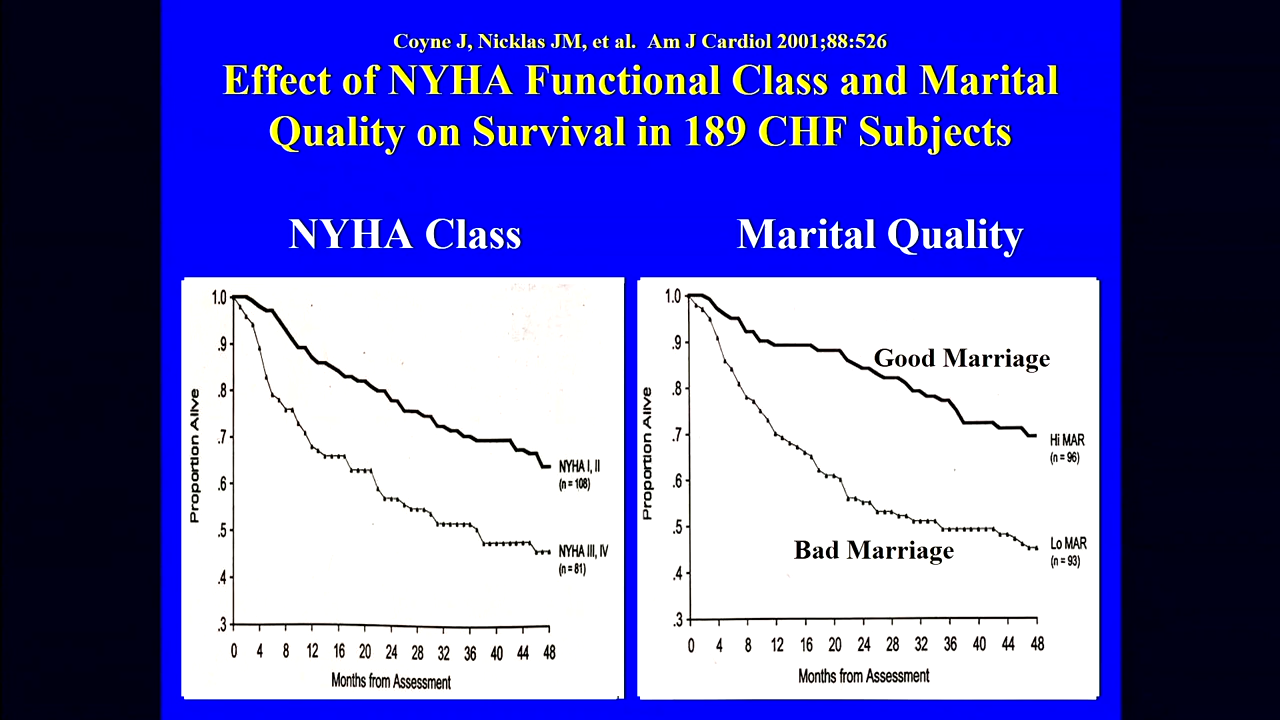 Coyne J, Nicklas JM, et al. Am J Cardiol 2001;88:526
Effect of NYHA Functional Class and Marital
Quality on Survival in 189 CHF Subjects
NYHA Class
Marital Quality
Proportion Alive
1.0
.9
.8
.7
.6
.5
.4
.3
0 4 8 12 16 20 24 28 32 36 40 44 48
Months from Assessment
NYHA I, II
(n = 108)
NYHA III, IV
(n = 81)
Proportion Alive
1.0
.9
.8
.7
.6
.5
.4
.3
0 4 8 12 16 20 24 28 32 36 40 44 48
Months from Assessment
Good Marriage
Hi MAR
(n = 96)
Bad Marriage
Lo MAR
(n = 93)